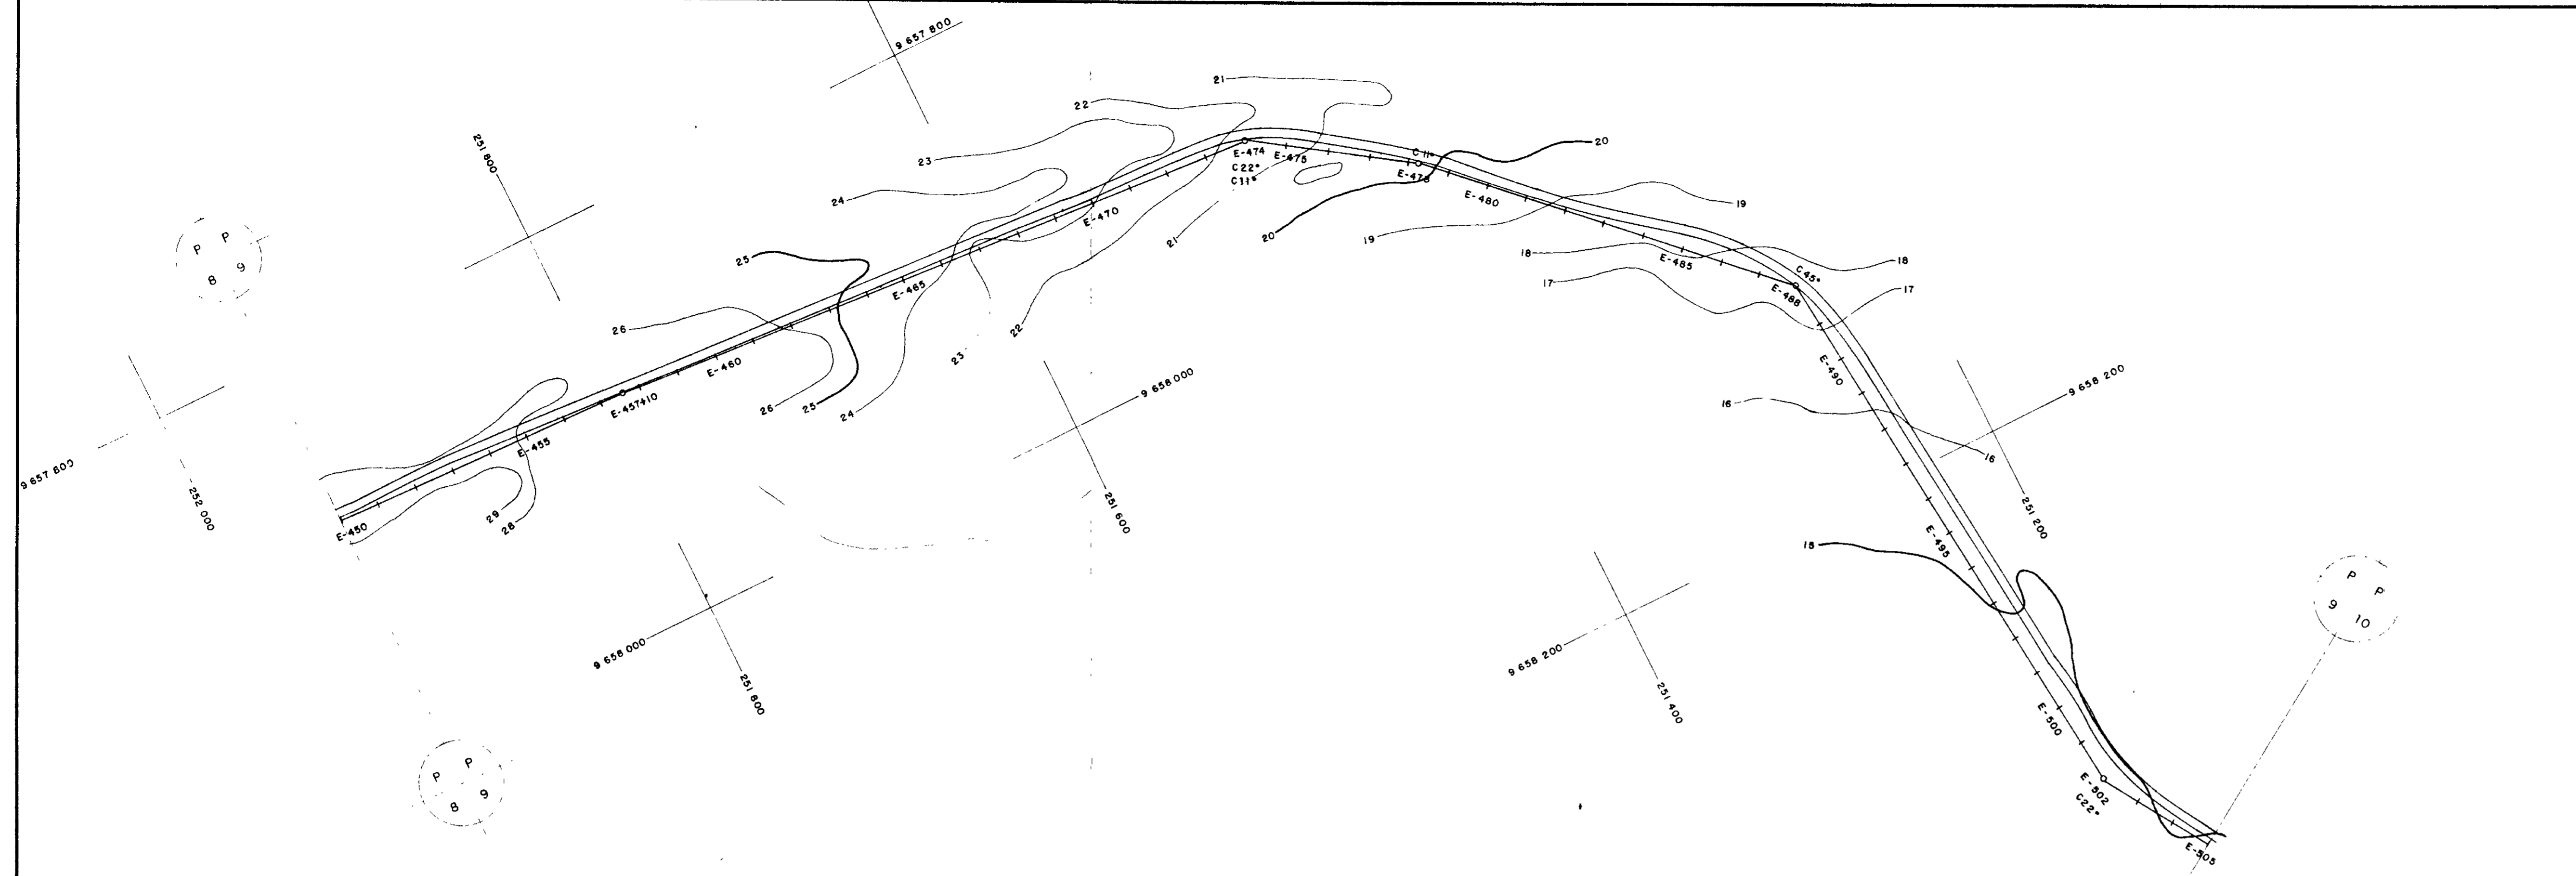 9 657 800
21
22
20
251 800
E-474
E-475
C 11°
23
C22°
C11°
E-478
24
E-480
19
E-470
21
20
19
P P
8 9
25
18
18
E-485
C45°
17
17
E-465
E-488
26
22
23
E-460
E-490
9 658 000
9 658 200
26
25
24
E-457+10
16
16
E-455
9 657 800
252 000
29
28
251 600
251 200
E-450
15
E-495
P P
9 10
9 658 000
9 658 200
251 800
251 400
E-500
P P
8 9
E-502
C22°
E-505